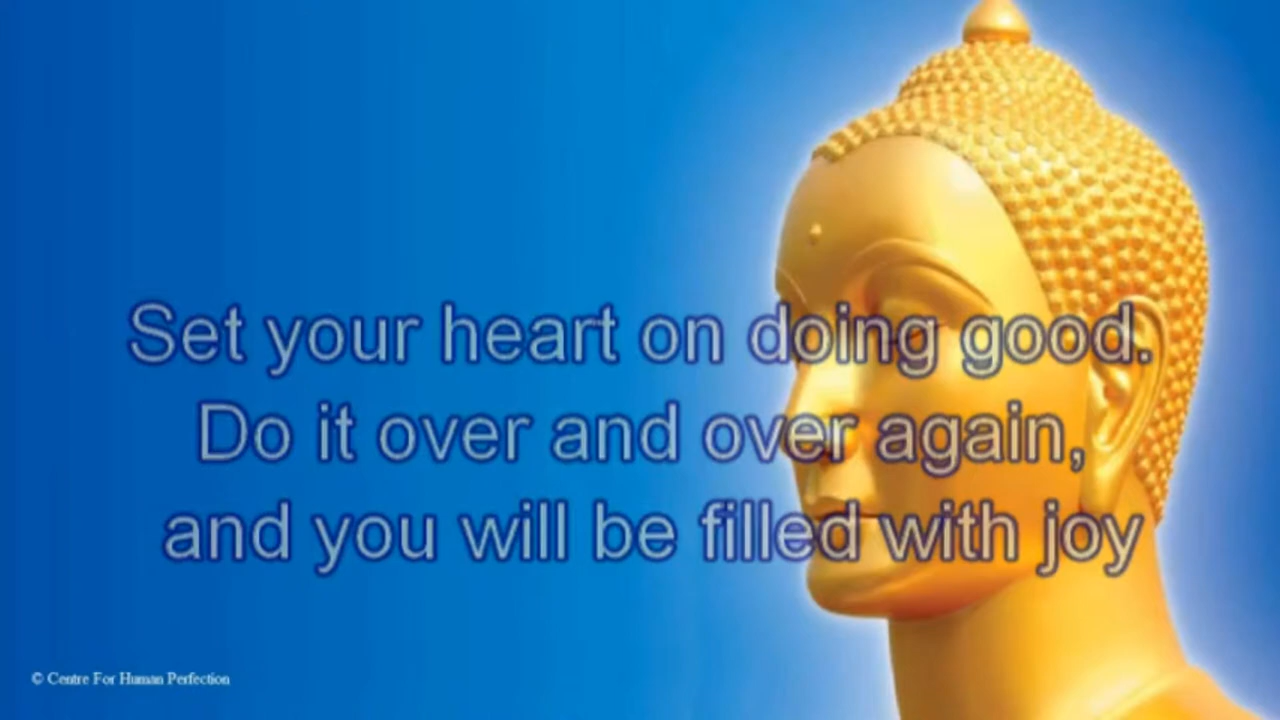 Set your heart on doing good.
Do it over and over again,
and you will be filled with joy
© Centre For Human Perfection